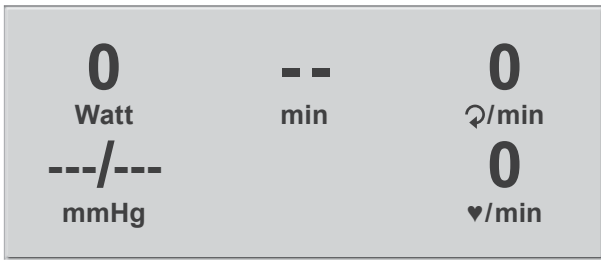 0 -- 0
Watt min ↻/min
---/--- 0
mmHg ♥/min